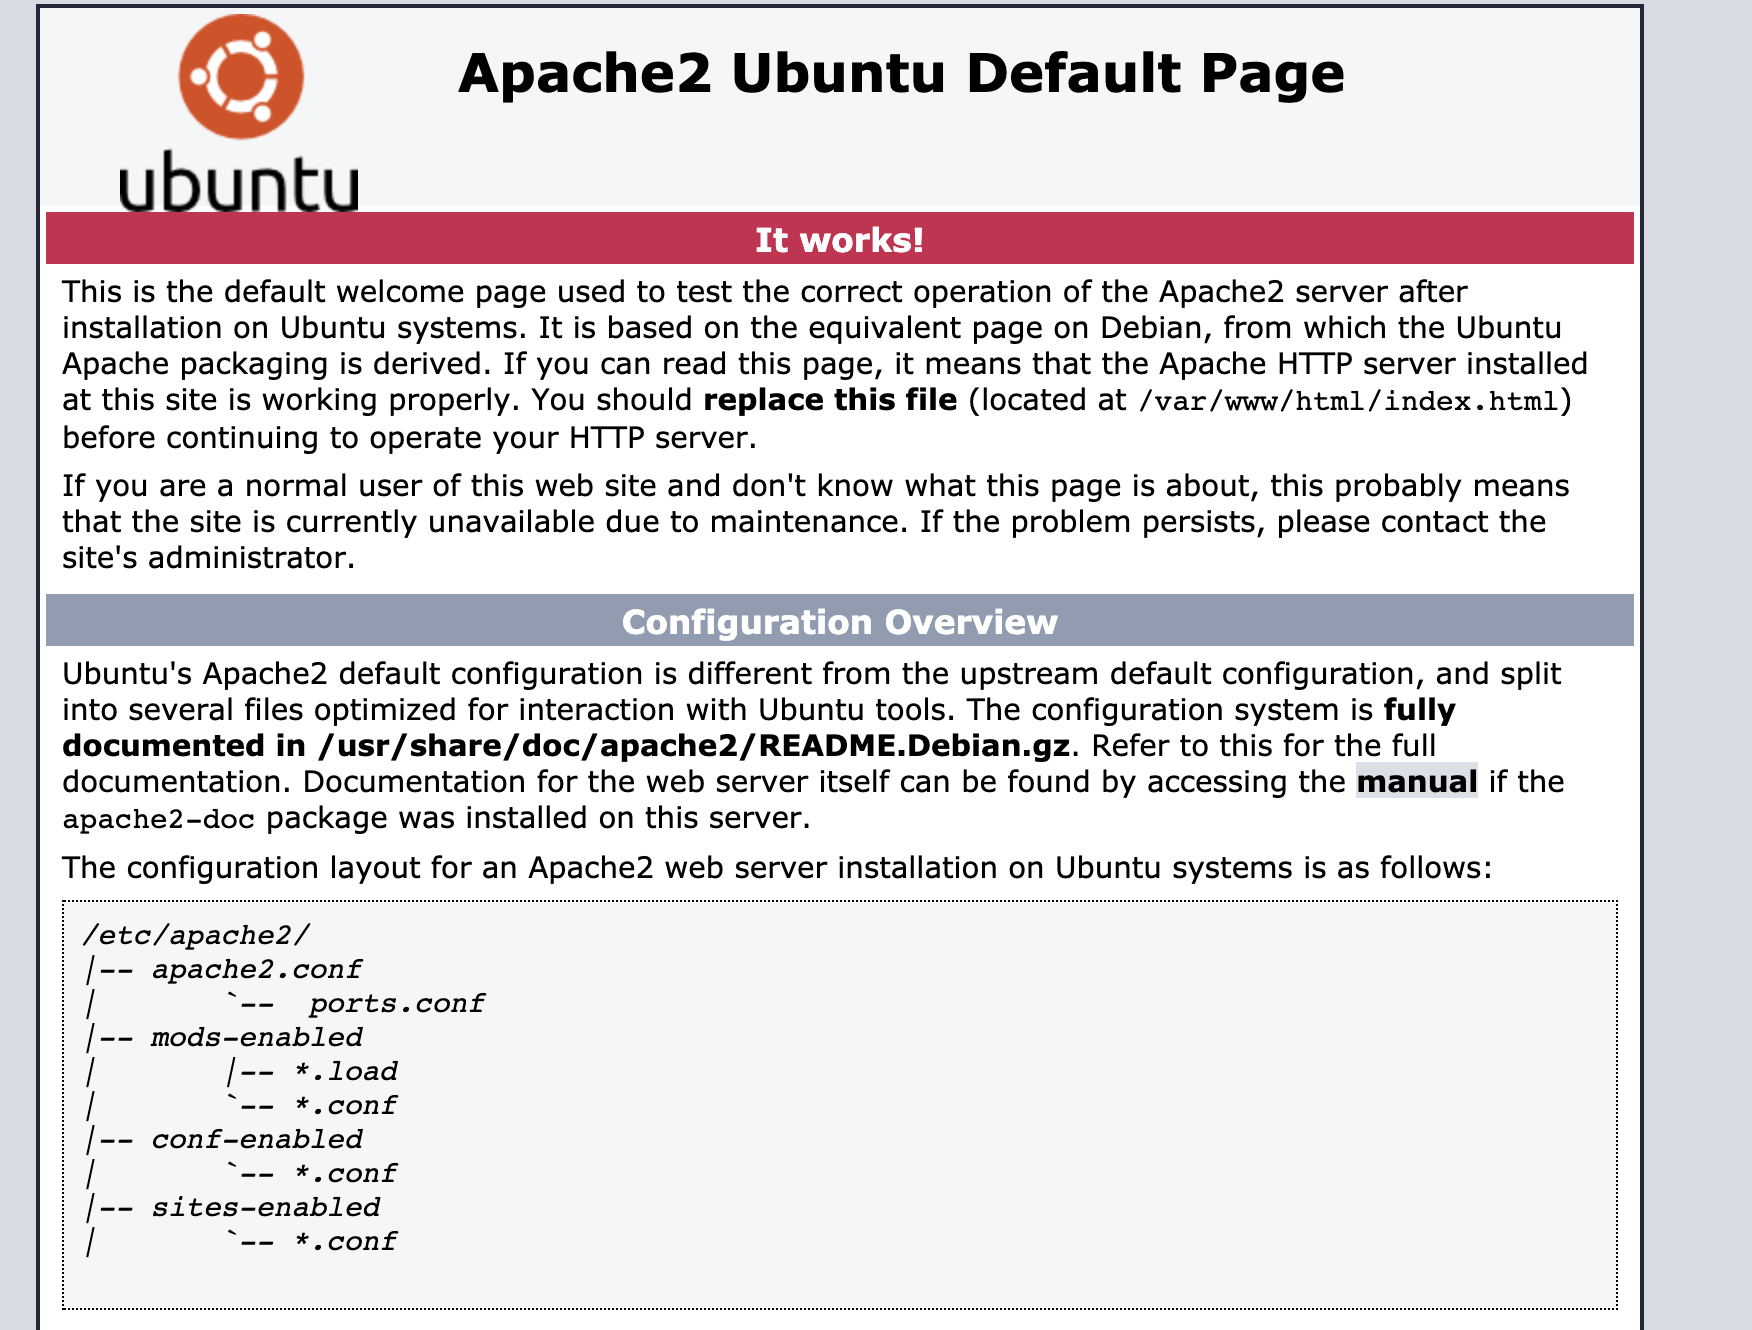 ubuntu
Apache2 Ubuntu Default Page
It works!
This is the default welcome page used to test the correct operation of the Apache2 server after
installation on Ubuntu systems. It is based on the equivalent page on Debian, from which the Ubuntu
Apache packaging is derived. If you can read this page, it means that the Apache HTTP server installed
at this site is working properly. You should replace this file (located at /var/www/html/index.html)
before continuing to operate your HTTP server.
If you are a normal user of this web site and don't know what this page is about, this probably means
that the site is currently unavailable due to maintenance. If the problem persists, please contact the
site's administrator.
Configuration Overview
Ubuntu's Apache2 default configuration is different from the upstream default configuration, and split
into several files optimized for interaction with Ubuntu tools. The configuration system is fully
documented in /usr/share/doc/apache2/README.Debian.gz. Refer to this for the full
documentation. Documentation for the web server itself can be found by accessing the manual if the
apache2-doc package was installed on this server.
The configuration layout for an Apache2 web server installation on Ubuntu systems is as follows:
/etc/apache2/
|-- apache2.conf
|       `--  ports.conf
|-- mods-enabled
|       |-- *.load
|       `-- *.conf
|-- conf-enabled
|       `-- *.conf
|-- sites-enabled
|       `-- *.conf